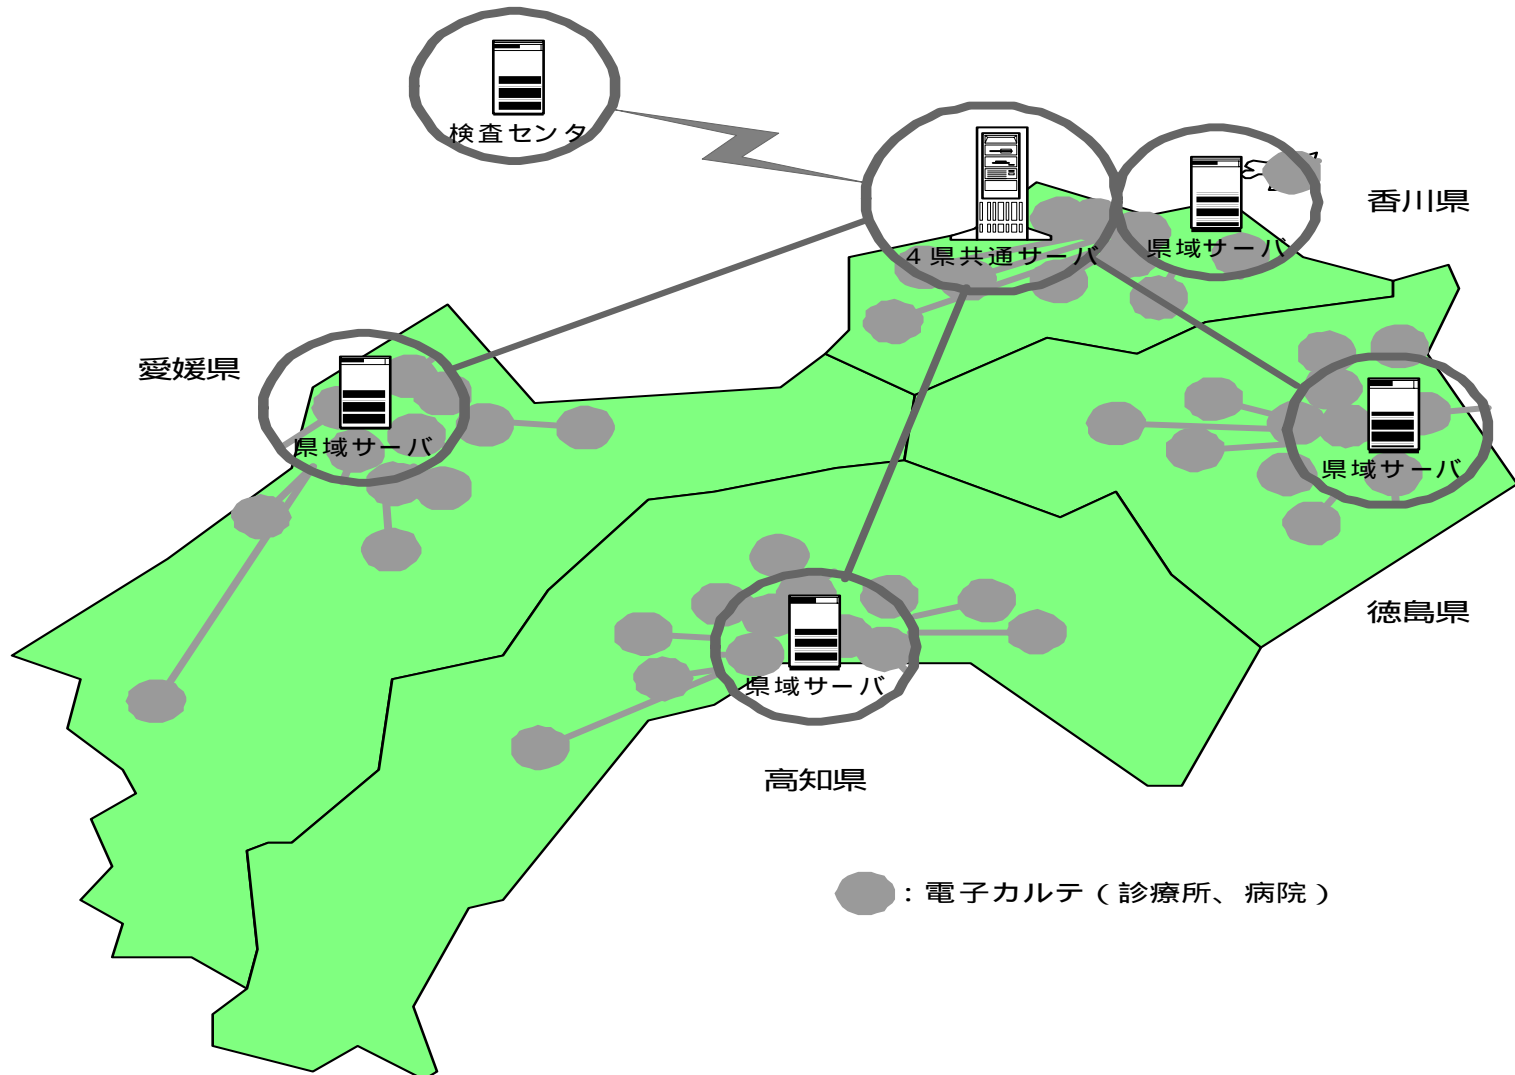 検査センタ
香川県
４県共通サーバ
県域サーバ
愛媛県
県域サーバ
県域サーバ
徳島県
県域サーバ
高知県
：電子カルテ（診療所、病院）